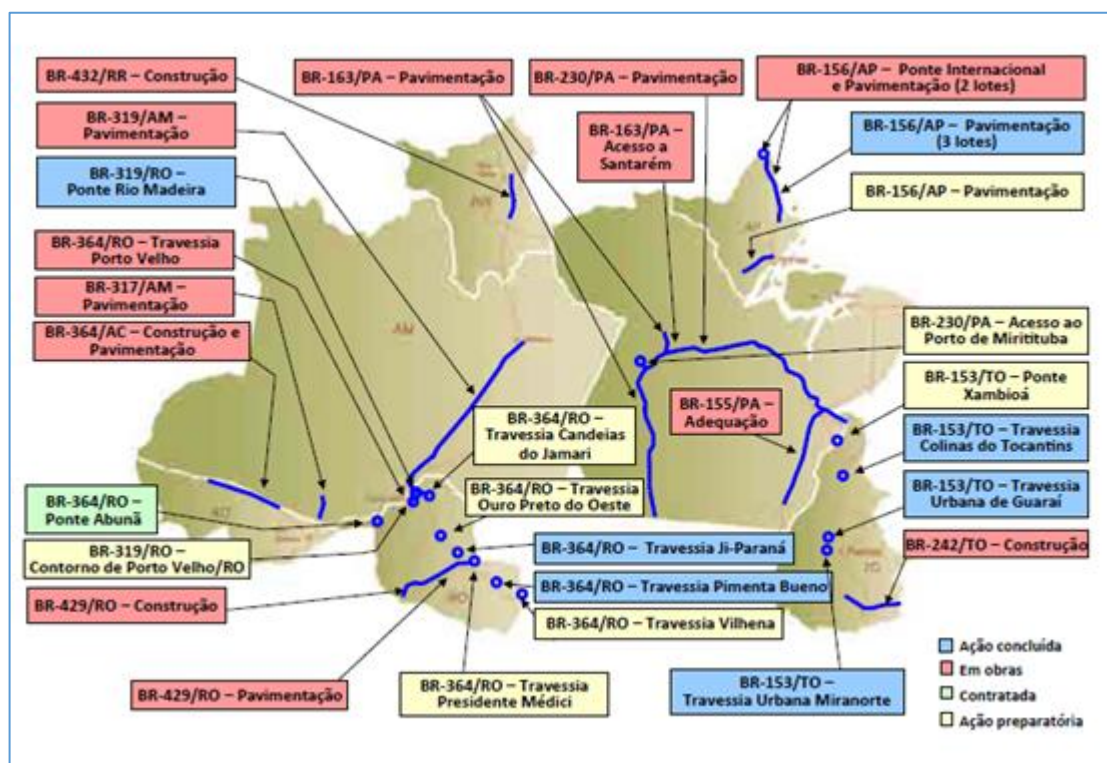 BR-432/RR – Construção
BR-163/PA – Pavimentação
BR-230/PA – Pavimentação
BR-156/AP – Ponte Internacional
e Pavimentação (2 lotes)
BR-319/AM –
Pavimentação
BR-163/PA –
Acesso a
Santarém
BR-156/AP – Pavimentação
(3 lotes)
BR-319/RO –
Ponte Rio Madeira
BR-156/AP – Pavimentação
BR-364/RO – Travessia
Porto Velho
BR-317/AM –
Pavimentação
BR-364/AC – Construção e
Pavimentação
AM
BR-230/PA – Acesso ao
Porto de Miritituba
BR-153/TO – Ponte
Xambioá
BR-155/PA –
Adequação
BR-364/RO –
Travessia Candeias
do Jamari
BR-153/TO – Travessia
Colinas do Tocantins
BR-364/RO – Travessia
Ouro Preto do Oeste
BR-153/TO – Travessia
Urbana de Guaraí
BR-364/RO –
Ponte Abunã
BR-319/RO –
Contorno de Porto Velho/RO
BR-364/RO – Travessia Ji-Paraná
BR-242/TO – Construção
TO
BR-364/RO – Travessia Pimenta Bueno
BR-429/RO – Construção
BR-364/RO – Travessia Vilhena
BR-429/RO – Pavimentação
BR-364/RO – Travessia
Presidente Médici
BR-153/TO –
Travessia Urbana Miranorte
Ação concluída
Em obras
Contratada
Ação preparatória